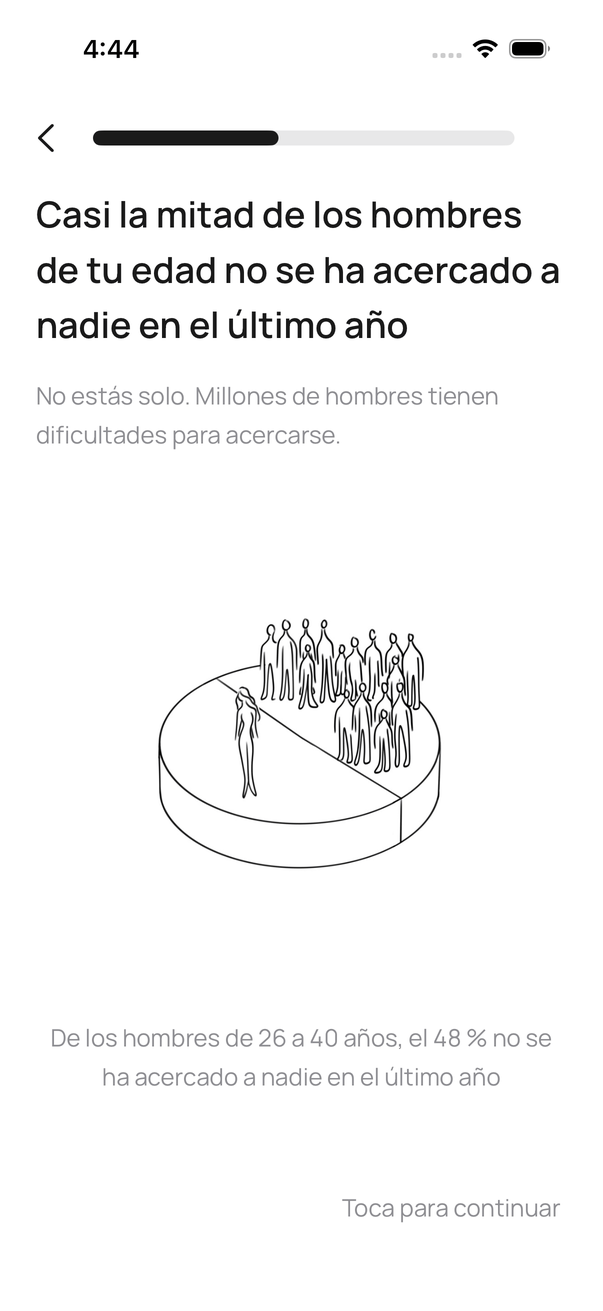 4:44
Casi la mitad de los hombres
de tu edad no se ha acercado a
nadie en el último año
No estás solo. Millones de hombres tienen
dificultades para acercarse.
De los hombres de 26 a 40 años, el 48 % no se
ha acercado a nadie en el último año
Toca para continuar